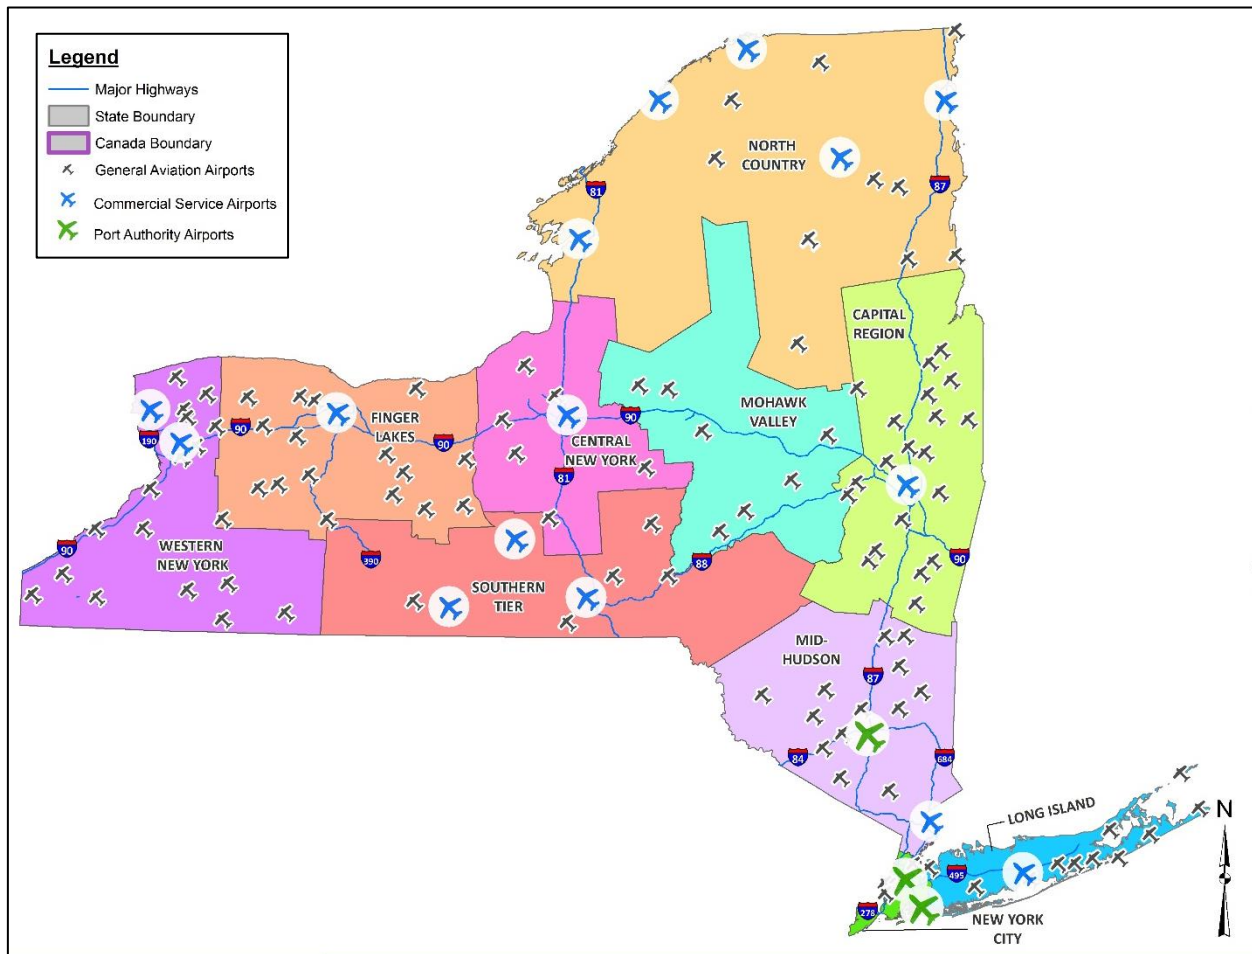 Legend
Major Highways
State Boundary
Canada Boundary
General Aviation Airports
Commercial Service Airports
Port Authority Airports
NORTH
COUNTRY
81
87
CAPITAL
REGION
FINGER
LAKES
MOHAWK
VALLEY
190
90
90
90
CENTRAL
NEW YORK
81
WESTERN
NEW YORK
90
390
88
90
SOUTHERN
TIER
MID-
HUDSON
87
84
684
LONG ISLAND
N
495
278
NEW YORK
CITY